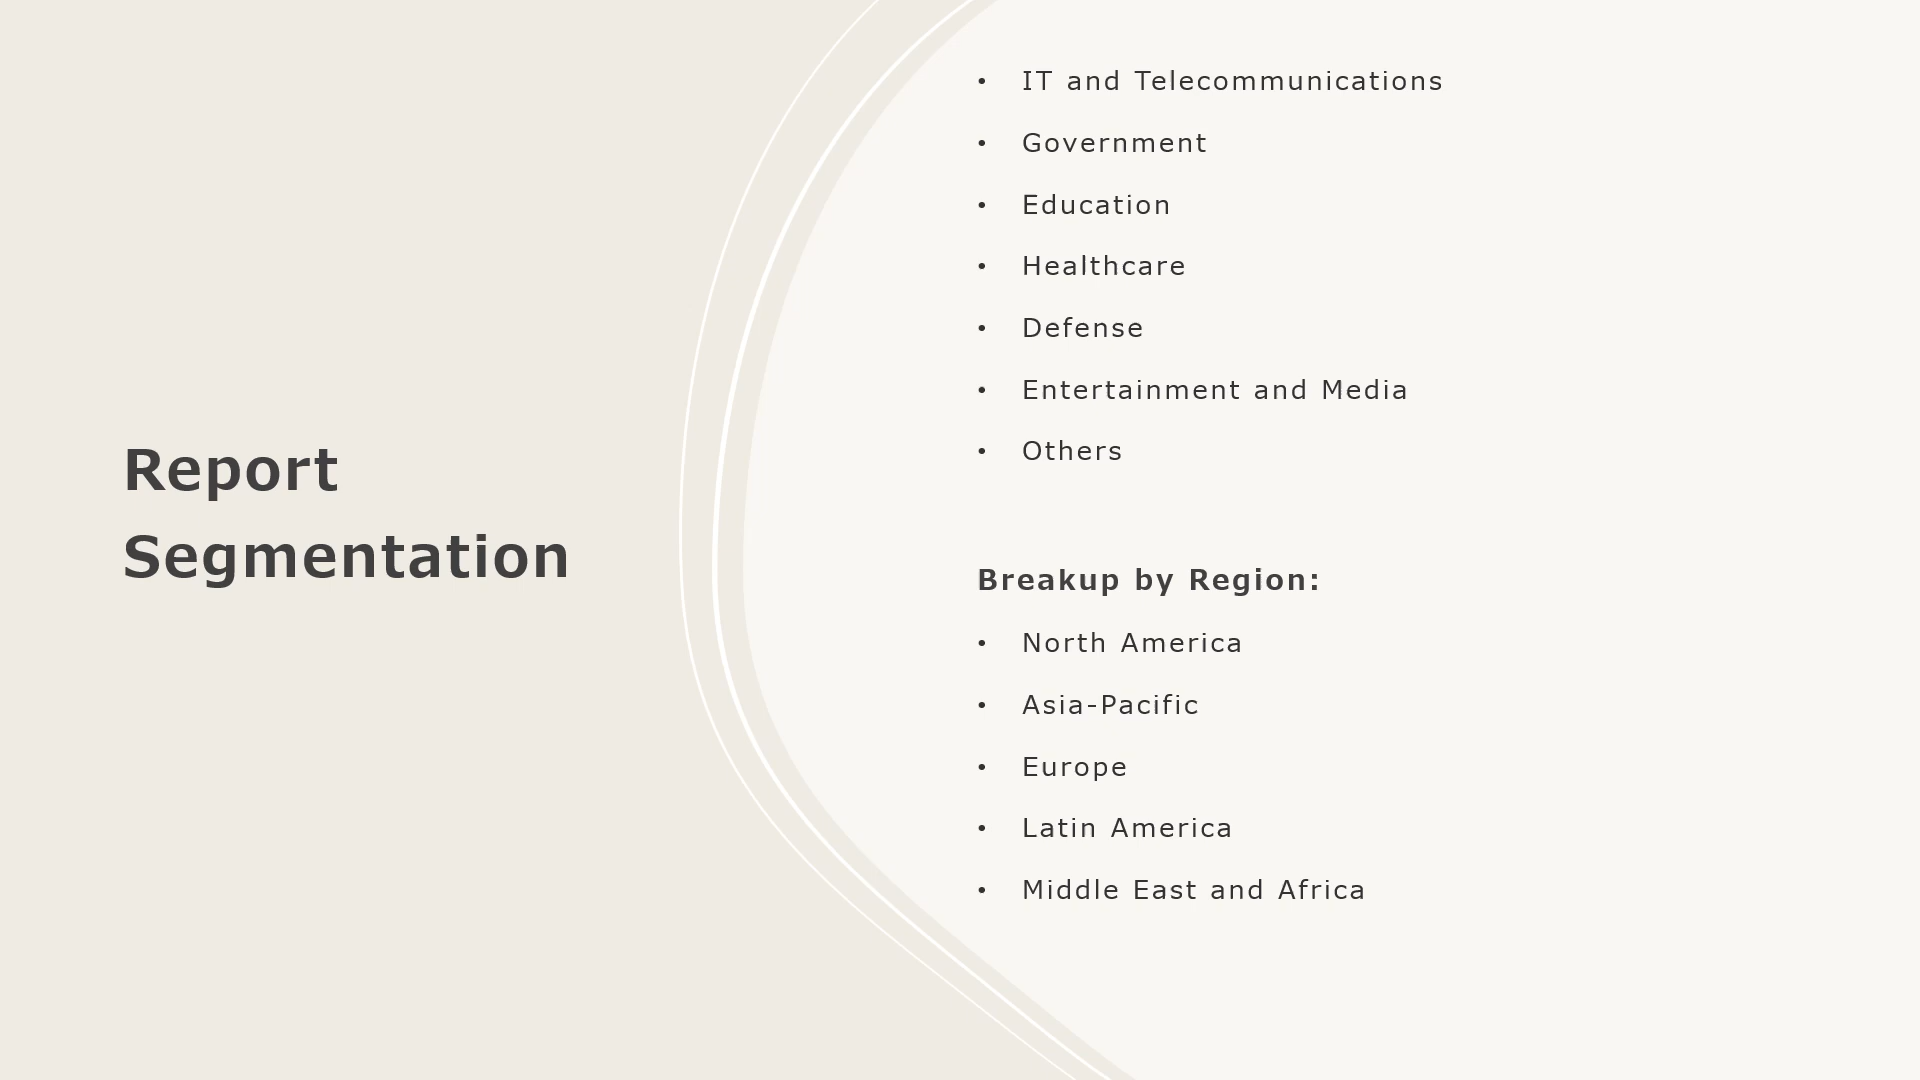 Report
Segmentation
• IT and Telecommunications
• Government
• Education
• Healthcare
• Defense
• Entertainment and Media
• Others
Breakup by Region:
• North America
• Asia-Pacific
• Europe
• Latin America
• Middle East and Africa